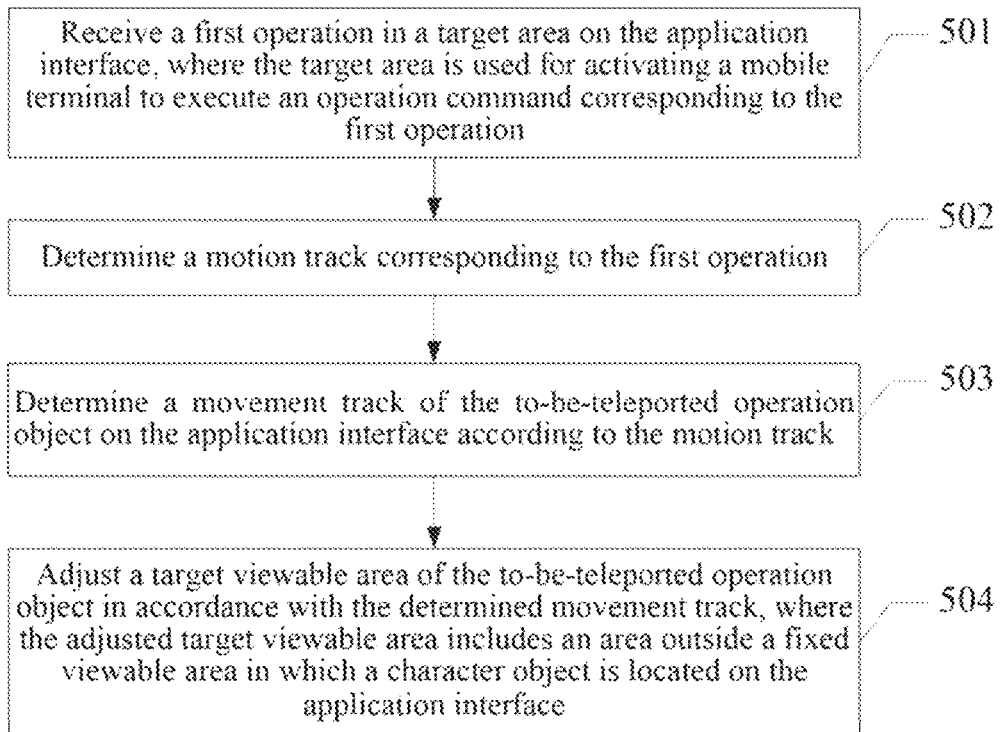 Receive a first operation in a target area on the application
interface, where the target area is used for activating a mobile
terminal to execute an operation command corresponding to the
first operation
501
Determine a motion track corresponding to the first operation
502
Determine a movement track of the to-be-teleported operation
object on the application interface according to the motion track
503
Adjust a target viewable area of the to-be-teleported operation
object in accordance with the determined movement track, where
the adjusted target viewable area includes an area outside a fixed
viewable area in which a character object is located on the
application interface
504